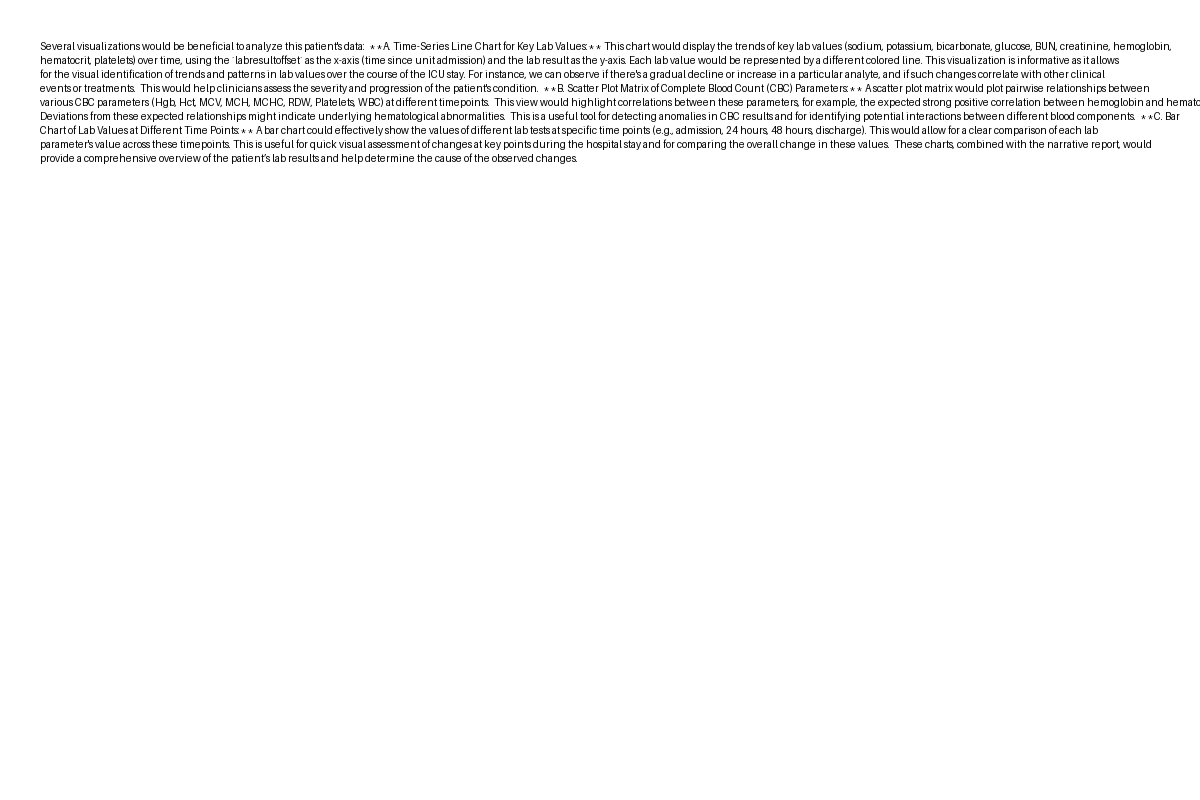 Several visualizations would be beneficial to analyze this patient's data:  **A. Time-Series Line Chart for Key Lab Values:** This chart would display the trends of key lab values (sodium, potassium, bicarbonate, glucose, BUN, creatinine, hemoglobin,
hematocrit, platelets) over time, using the `labresultoffset` as the x-axis (time since unit admission) and the lab result as the y-axis. Each lab value would be represented by a different colored line. This visualization is informative as it allows
for the visual identification of trends and patterns in lab values over the course of the ICU stay. For instance, we can observe if there's a gradual decline or increase in a particular analyte, and if such changes correlate with other clinical
events or treatments.  This would help clinicians assess the severity and progression of the patient's condition.  **B. Scatter Plot Matrix of Complete Blood Count (CBC) Parameters:** A scatter plot matrix would plot pairwise relationships between
various CBC parameters (Hgb, Hct, MCV, MCH, MCHC, RDW, Platelets, WBC) at different timepoints.  This view would highlight correlations between these parameters, for example, the expected strong positive correlation between hemoglobin and
Deviations from these expected relationships might indicate underlying hematological abnormalities.  This is a useful tool for detecting anomalies in CBC results and for identifying potential interactions between different blood components.  **C. Bar
Chart of Lab Values at Different Time Points:** A bar chart could effectively show the values of different lab tests at specific time points (e.g., admission, 24 hours, 48 hours, discharge). This would allow for a clear comparison of each lab
parameter's value across these timepoints. This is useful for quick visual assessment of changes at key points during the hospital stay and for comparing the overall change in these values.  These charts, combined with the narrative report, would
provide a comprehensive overview of the patient's lab results and help determine the cause of the observed changes.